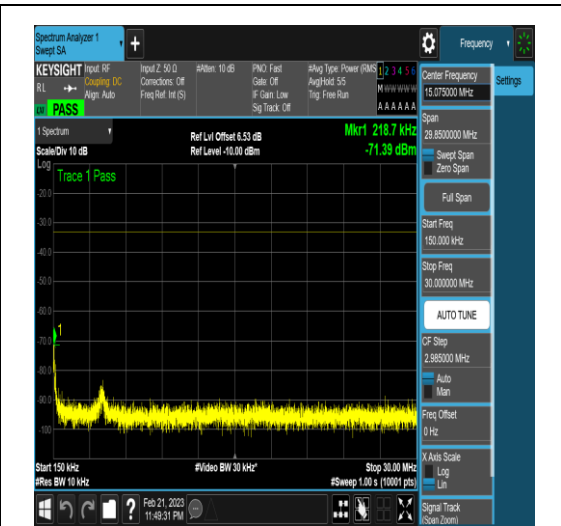 Spectrum Analyzer 1
Swept SA
+
Frequency
KEYSIGHT
Input: RF
Coupling: DC
Align: Auto
RL
PASS
Input Z: 50 Ω
Corrections: Off
Freq Ref: Int (S)
#Atten: 10 dB
PNO: Fast
Gate: Off
IF Gain: Low
Sig Track: Off
#Avg Type: Power (RMS
Avg|Hold: 5/5
Trig: Free Run
1 2 3 4 5 6
M W W W W W
A A A A A A
Center Frequency
15.075000 MHz
Settings
Span
29.8500000 MHz
Swept Span
Zero Span
Full Span
Start Freq
150.000 kHz
Stop Freq
30.000000 MHz
AUTO TUNE
CF Step
2.985000 MHz
Auto
Man
Freq Offset
0 Hz
X Axis Scale
Log
Lin
Signal Track
(Span Zoom)
1 Spectrum
Scale/Div 10 dB
Ref Lvl Offset 6.53 dB
Ref Level -10.00 dBm
Mkr1 218.7 kHz
-71.39 dBm
Log
Trace 1 Pass
-20.0
-30.0
-40.0
-50.0
-60.0
1
-70.0
-80.0
-90.0
-100
Start 150 kHz
#Res BW 10 kHz
#Video BW 30 kHz*
Stop 30.00 MHz
#Sweep 1.00 s (10001 pts)
?
Feb 21, 2023
11:49:31 PM